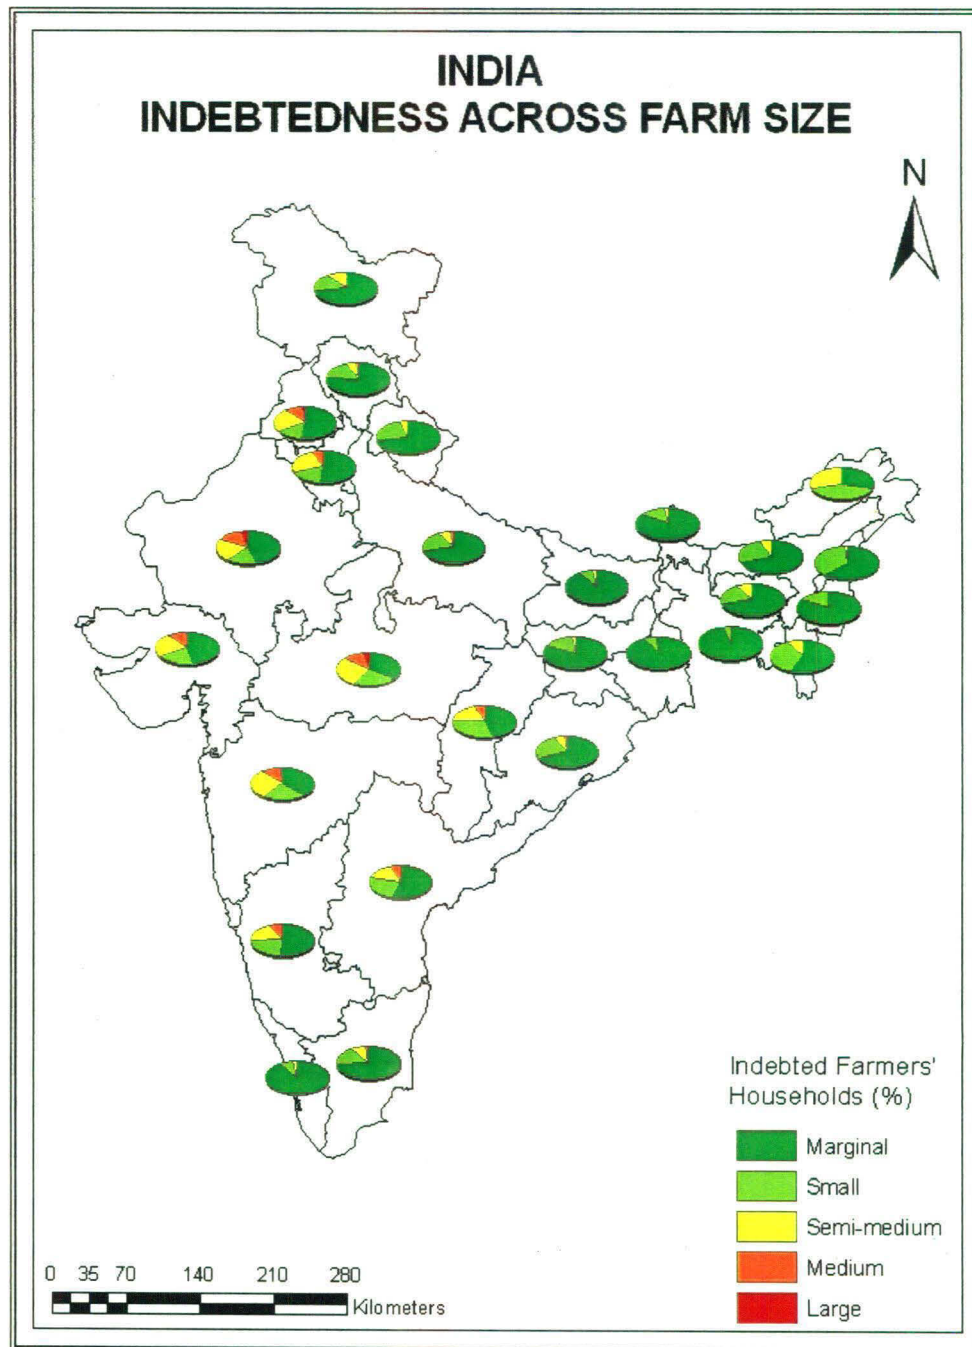 INDIA
INDEBTEDNESS ACROSS FARM SIZE
N
Indebted Farmers'
Households (%)
Marginal
Small
Semi-medium
Medium
Large
0 35 70 140 210 280
Kilometers